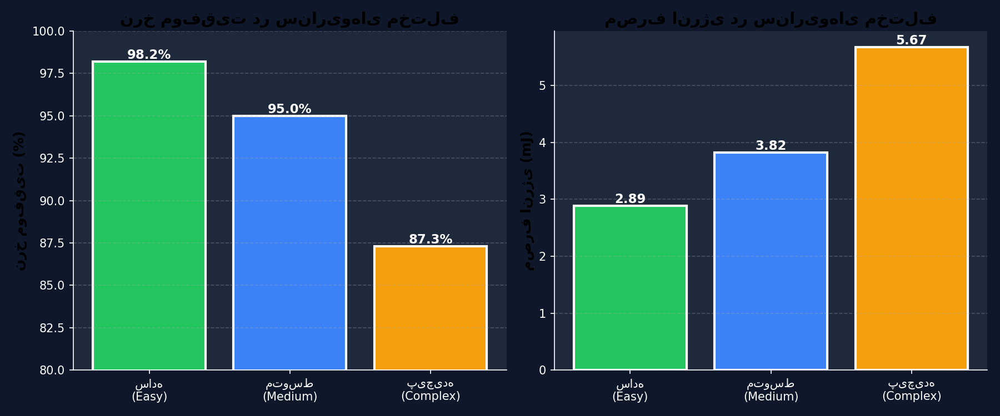 نرخ موفقیت در سناریوهای مختلف
نرخ موفقیت (%)
100.0
97.5
95.0
92.5
90.0
87.5
85.0
82.5
80.0
98.2%
95.0%
87.3%
ساده
(Easy)
متوسط
(Medium)
پیچیده
(Complex)
مصرف انرژی در سناریوهای مختلف
مصرف انرژی (mJ)
5
4
3
2
1
0
2.89
3.82
5.67
ساده
(Easy)
متوسط
(Medium)
پیچیده
(Complex)